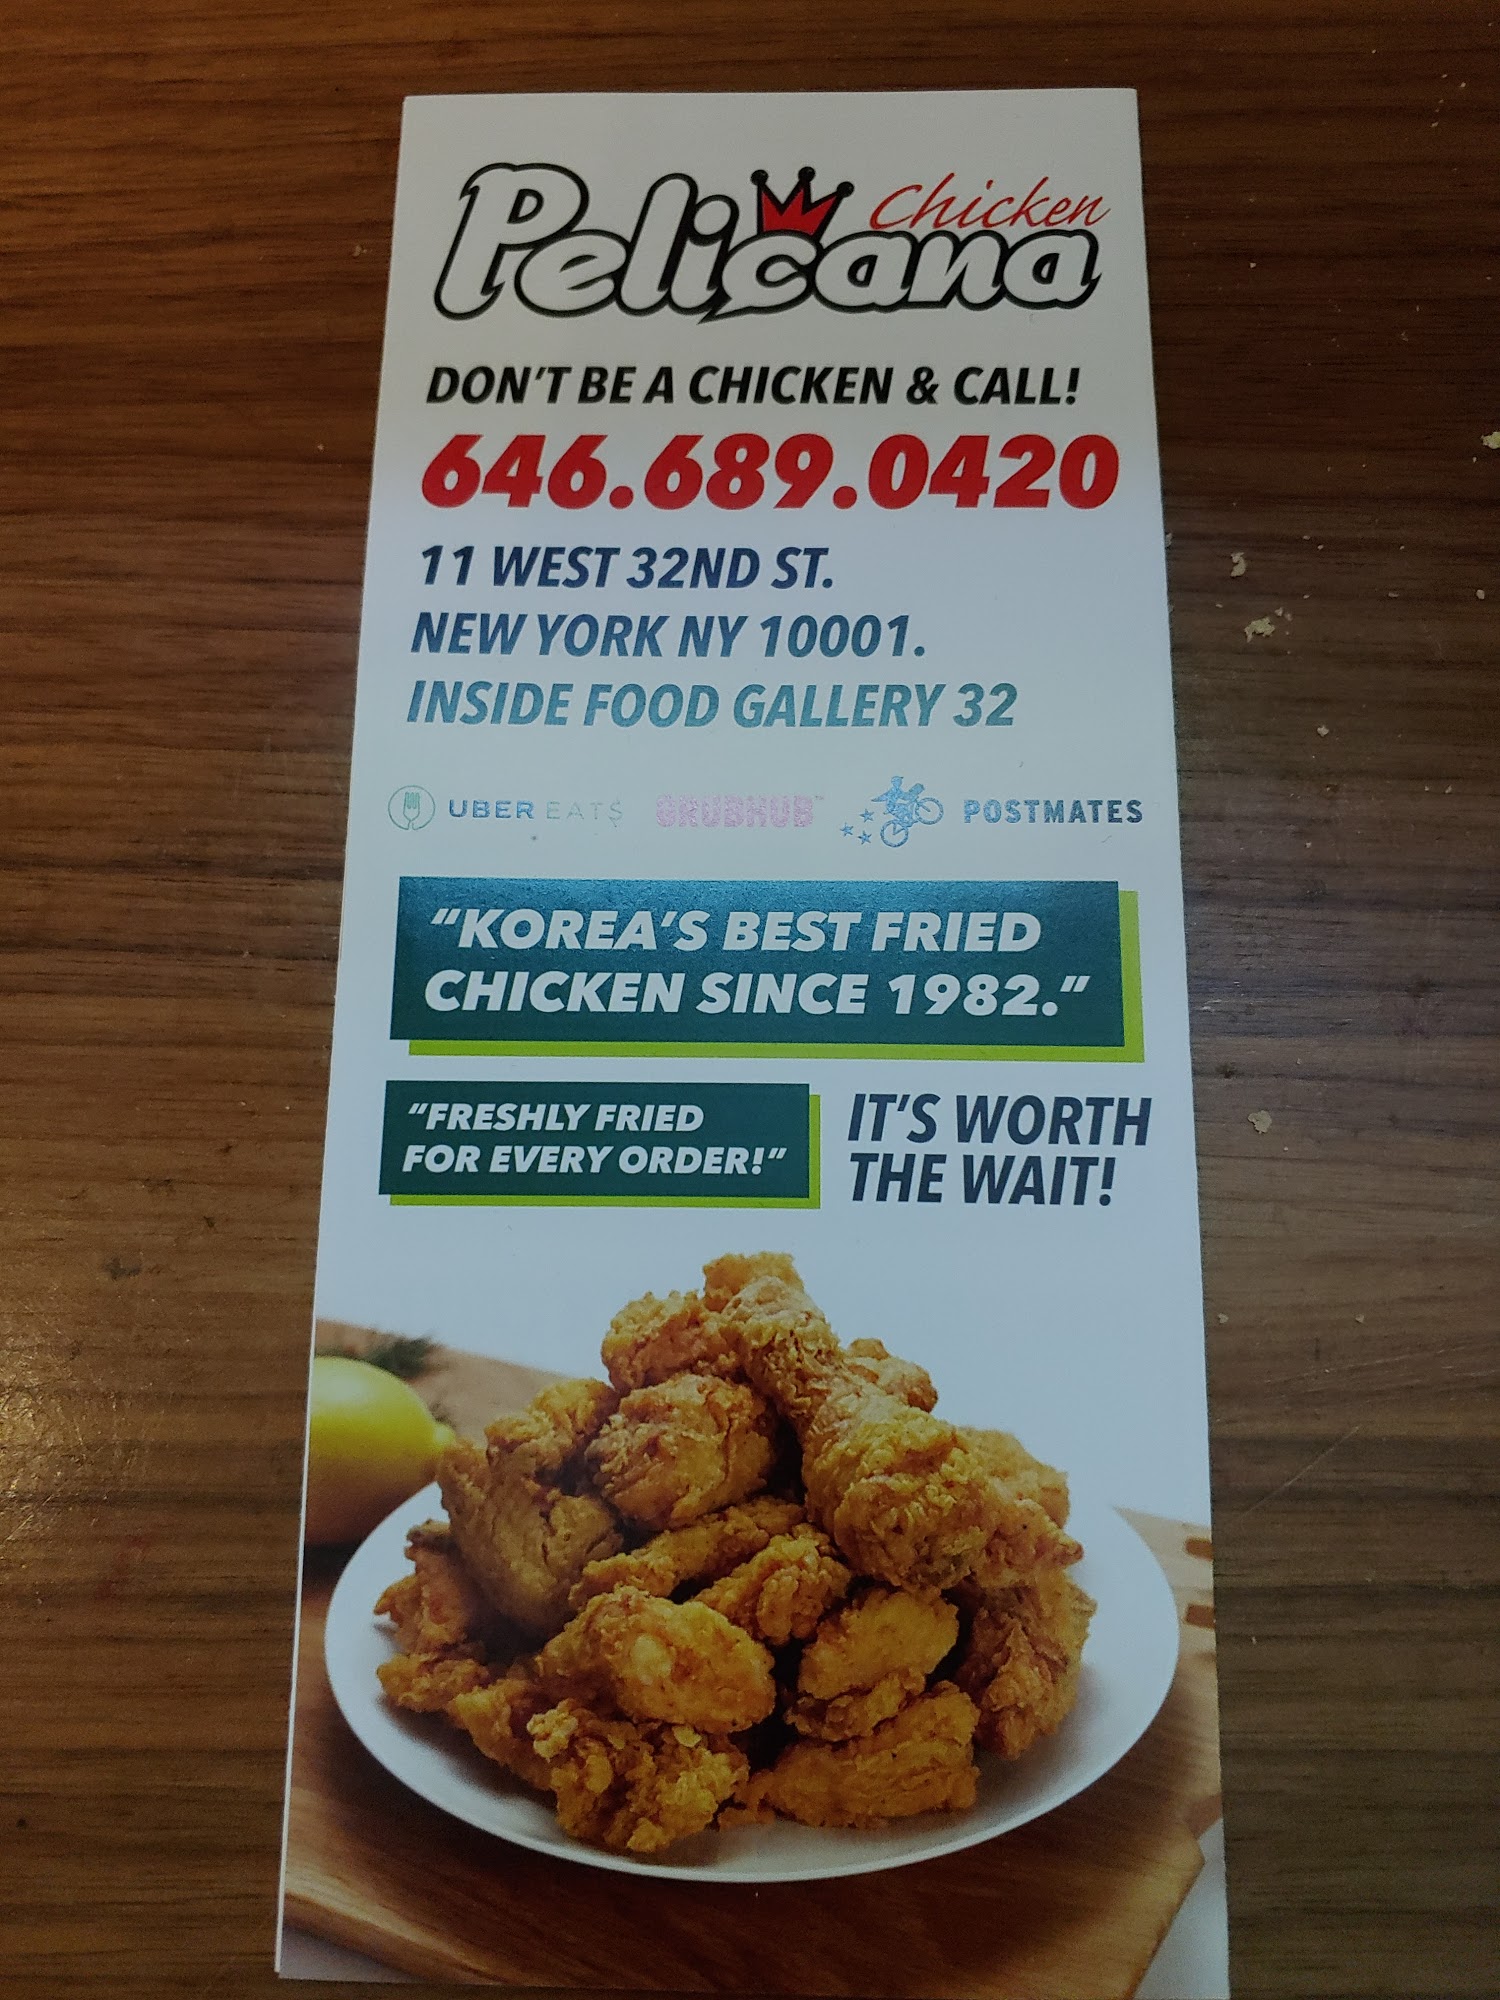 Pelicana Chicken
DON'T BE A CHICKEN & CALL!
646.689.0420
11 WEST 32ND ST.
NEW YORK NY 10001.
INSIDE FOOD GALLERY 32
UBER EATS GRUBHUB™ POSTMATES
"KOREA'S BEST FRIED
CHICKEN SINCE 1982."
"FRESHLY FRIED
FOR EVERY ORDER!"
IT'S WORTH
THE WAIT!